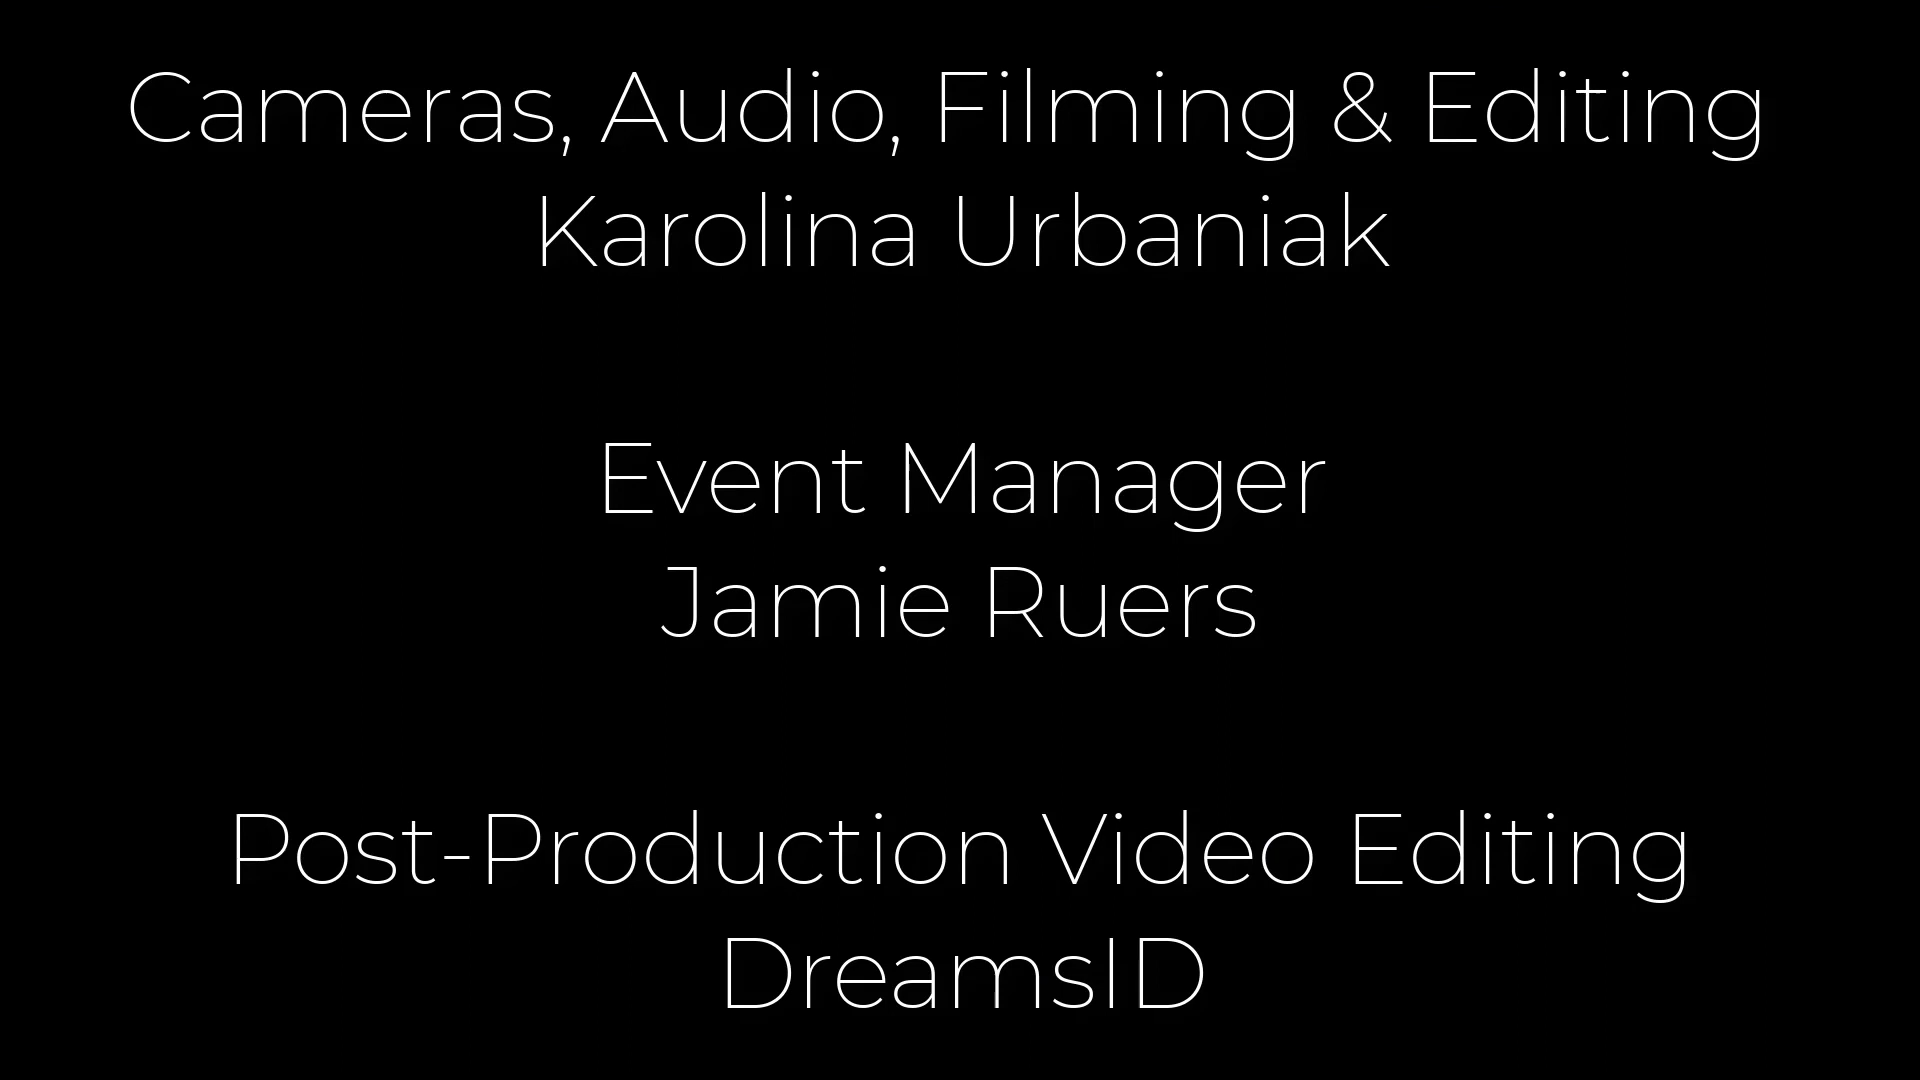 Cameras, Audio, Filming & Editing
Karolina Urbaniak
Event Manager
Jamie Ruers
Post-Production Video Editing
DreamsID